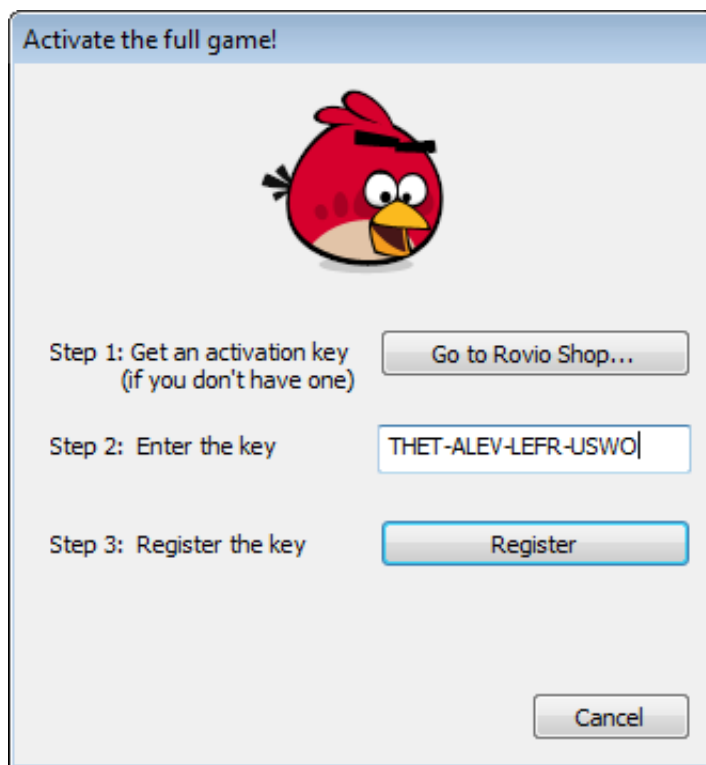 Activate the full game!
Step 1: Get an activation key
(if you don't have one)
Go to Rovio Shop...
Step 2: Enter the key
THET-ALEV-LEFR-USWO
Step 3: Register the key
Register
Cancel